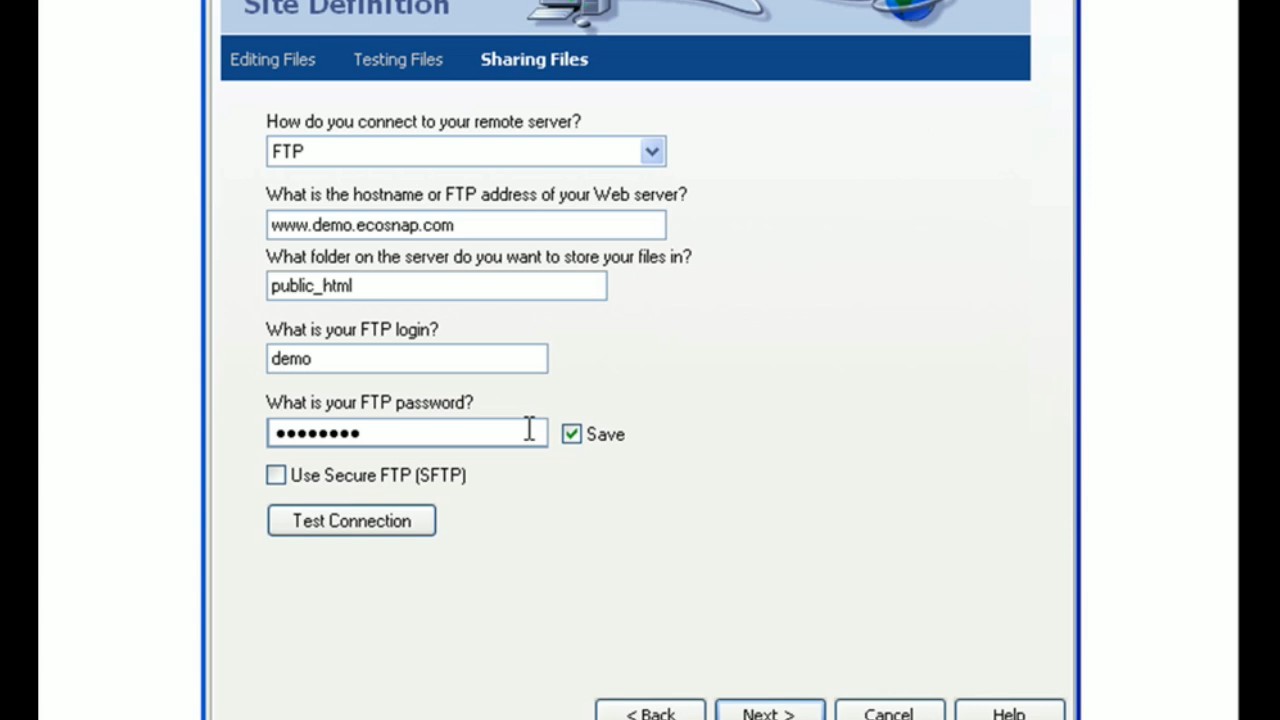 Site Definition
Editing Files Testing Files Sharing Files
How do you connect to your remote server?
FTP
What is the hostname or FTP address of your Web server?
www.demo.ecosnap.com
What folder on the server do you want to store your files in?
public_html
What is your FTP login?
demo
What is your FTP password?
••••••••
Save
Use Secure FTP (SFTP)
Test Connection
< Back Next > Cancel Help